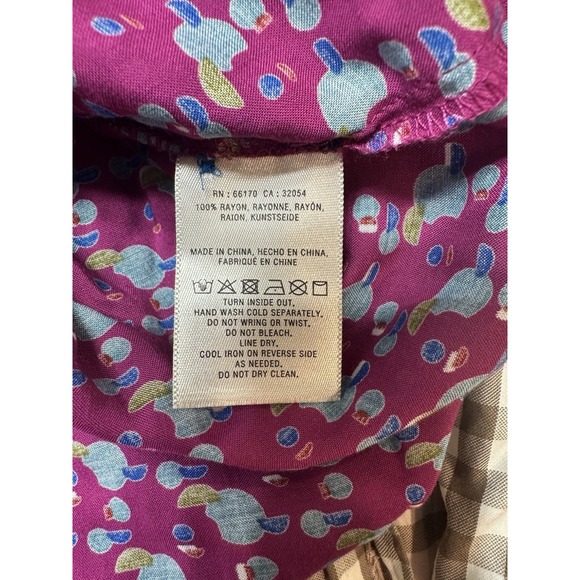 RN : 66170 CA : 32054
100% RAYON, RAYONNE, RAYÓN,
RAION, KUNSTSEIDE
MADE IN CHINA, HECHO EN CHINA,
FABRIQUÉ EN CHINE
TURN INSIDE OUT.
HAND WASH COLD SEPARATELY.
DO NOT WRING OR TWIST.
DO NOT BLEACH.
LINE DRY.
COOL IRON ON REVERSE SIDE
AS NEEDED.
DO NOT DRY CLEAN.